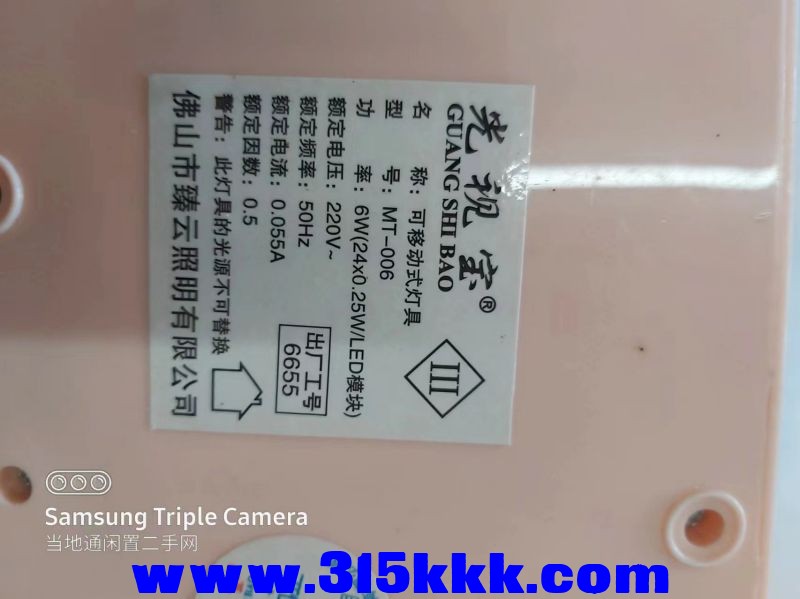 光视宝®
GUANG SHI BAO
名 称: 可移动式灯具
型 号: MT-006
功 率: 6W(24x0.25W/LED模块)
额定电压: 220V~
额定频率: 50Hz
额定电流: 0.055A
额定因数: 0.5
警告: 此灯具的光源不可替换
佛山市臻云照明有限公司
III
出厂工号
6655
Samsung Triple Camera
当地通闲置二手网
www.315kkk.com